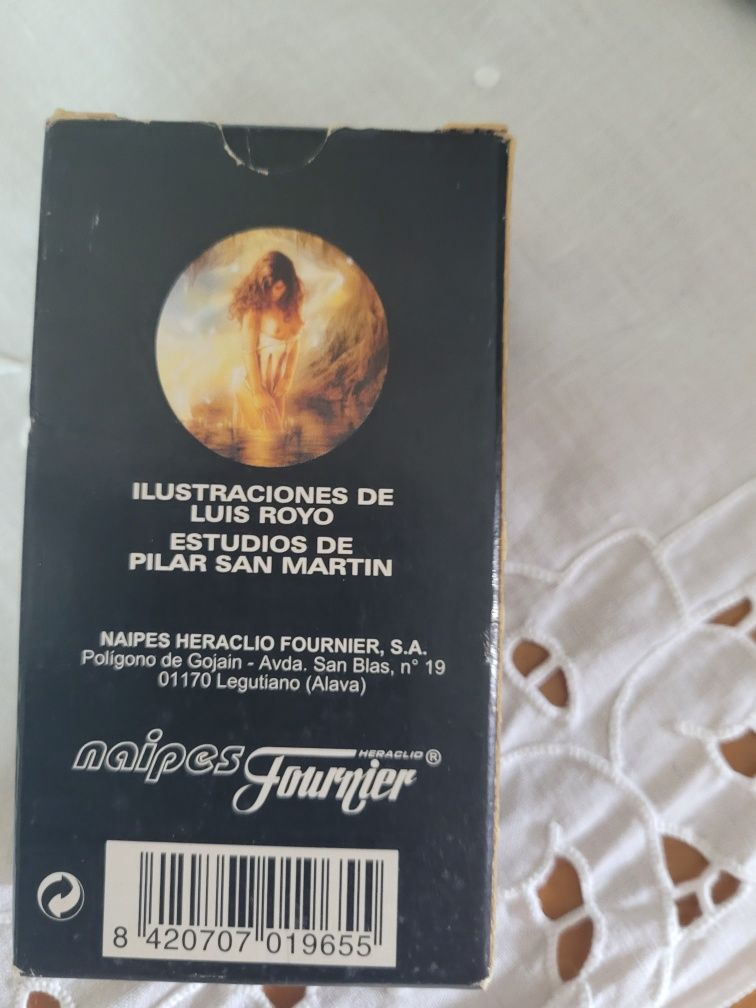 ILUSTRACIONES DE
LUIS ROYO
ESTUDIOS DE
PILAR SAN MARTIN
NAIPES HERACLIO FOURNIER, S.A.
Polígono de Gojain - Avda. San Blas, n° 19
01170 Legutiano (Alava)
naipes HERACLIO ®
Fournier
8 420707 019655